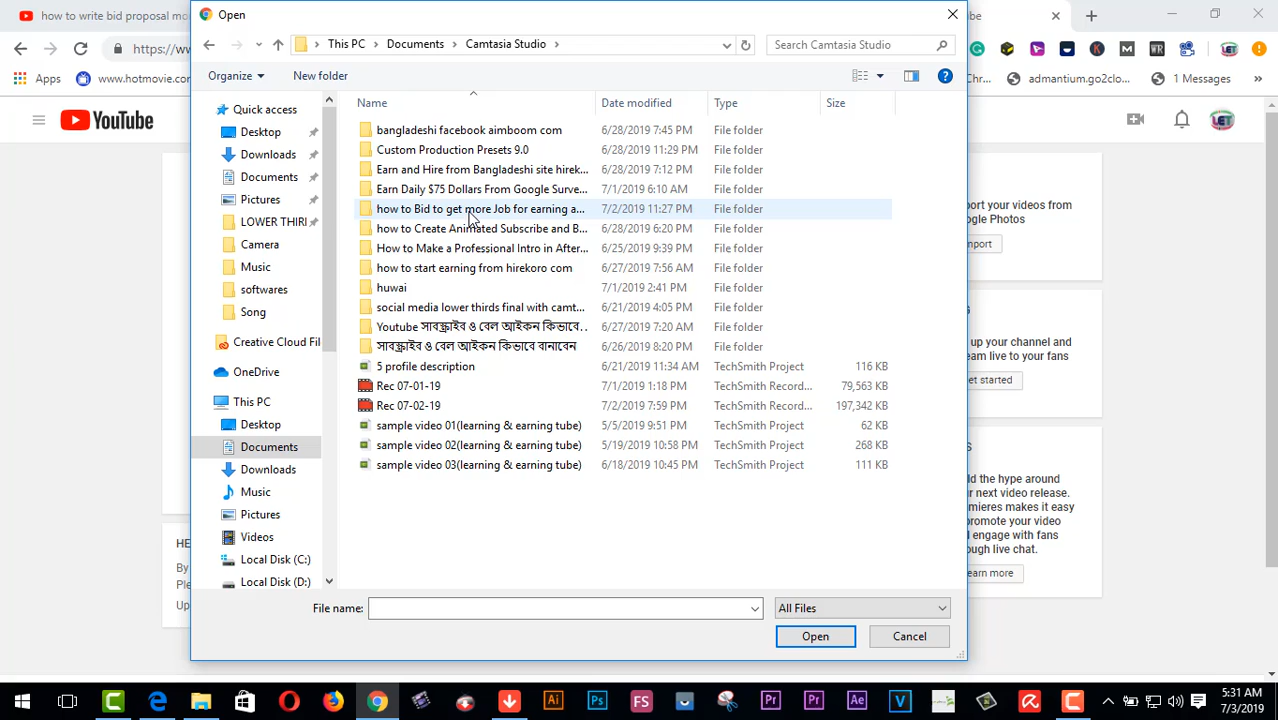 how to write bid proposal mo
be
Open
This PC > Documents > Camtasia Studio >
Search Camtasia Studio
https://ww
Organize
New folder
Apps
www.hotmovie.con
Chr...
admantium.go2clo...
1 Messages
YouTube
LET
Name
Date modified
Type
Size
Quick access
Desktop
Downloads
Documents
Pictures
LOWER THIRI
Camera
Music
softwares
Song
Creative Cloud Fil
OneDrive
This PC
Desktop
Documents
Downloads
Music
Pictures
Videos
Local Disk (C:)
Local Disk (D:)
bangladeshi facebook aimboom com 6/28/2019 7:45 PM File folder
Custom Production Presets 9.0 6/28/2019 11:29 PM File folder
Earn and Hire from Bangladeshi site hirek... 6/28/2019 7:12 PM File folder
Earn Daily $75 Dollars From Google Surve... 7/1/2019 6:10 AM File folder
how to Bid to get more Job for earning a... 7/2/2019 11:27 PM File folder
how to Create Animated Subscribe and B... 6/28/2019 6:20 PM File folder
How to Make a Professional Intro in After... 6/25/2019 9:39 PM File folder
how to start earning from hirekoro com 6/27/2019 7:56 AM File folder
huwai 7/1/2019 2:41 PM File folder
social media lower thirds final with camt... 6/21/2019 4:05 PM File folder
Youtube সাবস্ক্রাইব ও বেল আইকন কিভাবে.. 6/27/2019 7:20 AM File folder
সাবস্ক্রাইব ও বেল আইকন কিভাবে বানাবেন 6/26/2019 8:20 PM File folder
5 profile description 6/21/2019 11:34 AM TechSmith Project 116 KB
Rec 07-01-19 7/1/2019 1:18 PM TechSmith Record... 79,563 KB
Rec 07-02-19 7/2/2019 7:59 PM TechSmith Record... 197,342 KB
sample video 01(learning & earning tube) 5/5/2019 9:51 PM TechSmith Project 62 KB
sample video 02(learning & earning tube) 5/19/2019 10:58 PM TechSmith Project 268 KB
sample video 03(learning & earning tube) 6/18/2019 10:45 PM TechSmith Project 111 KB
port your videos from
oogle Photos
mport
G
up your channel and
eam live to your fans
et started
S
ld the hype around
ur next video release.
emieres makes it easy
promote your video
d engage with fans
ough live chat.
earn more
HE
By
Ple
Up
File name:
All Files
Open
Cancel
5:31 AM
7/3/2019